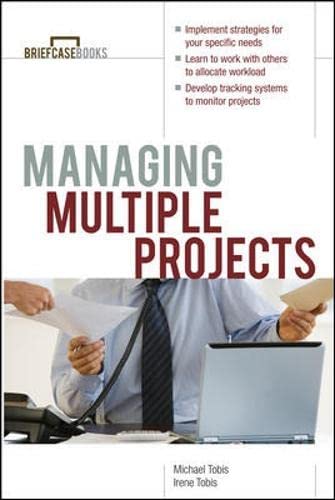 BRIEFCASEBOOKS
▪ Implement strategies for
your specific needs
▪ Learn to work with others
to allocate workload
▪ Develop tracking systems
to monitor projects
MANAGING
MULTIPLE
PROJECTS
Michael Tobis
Irene Tobis